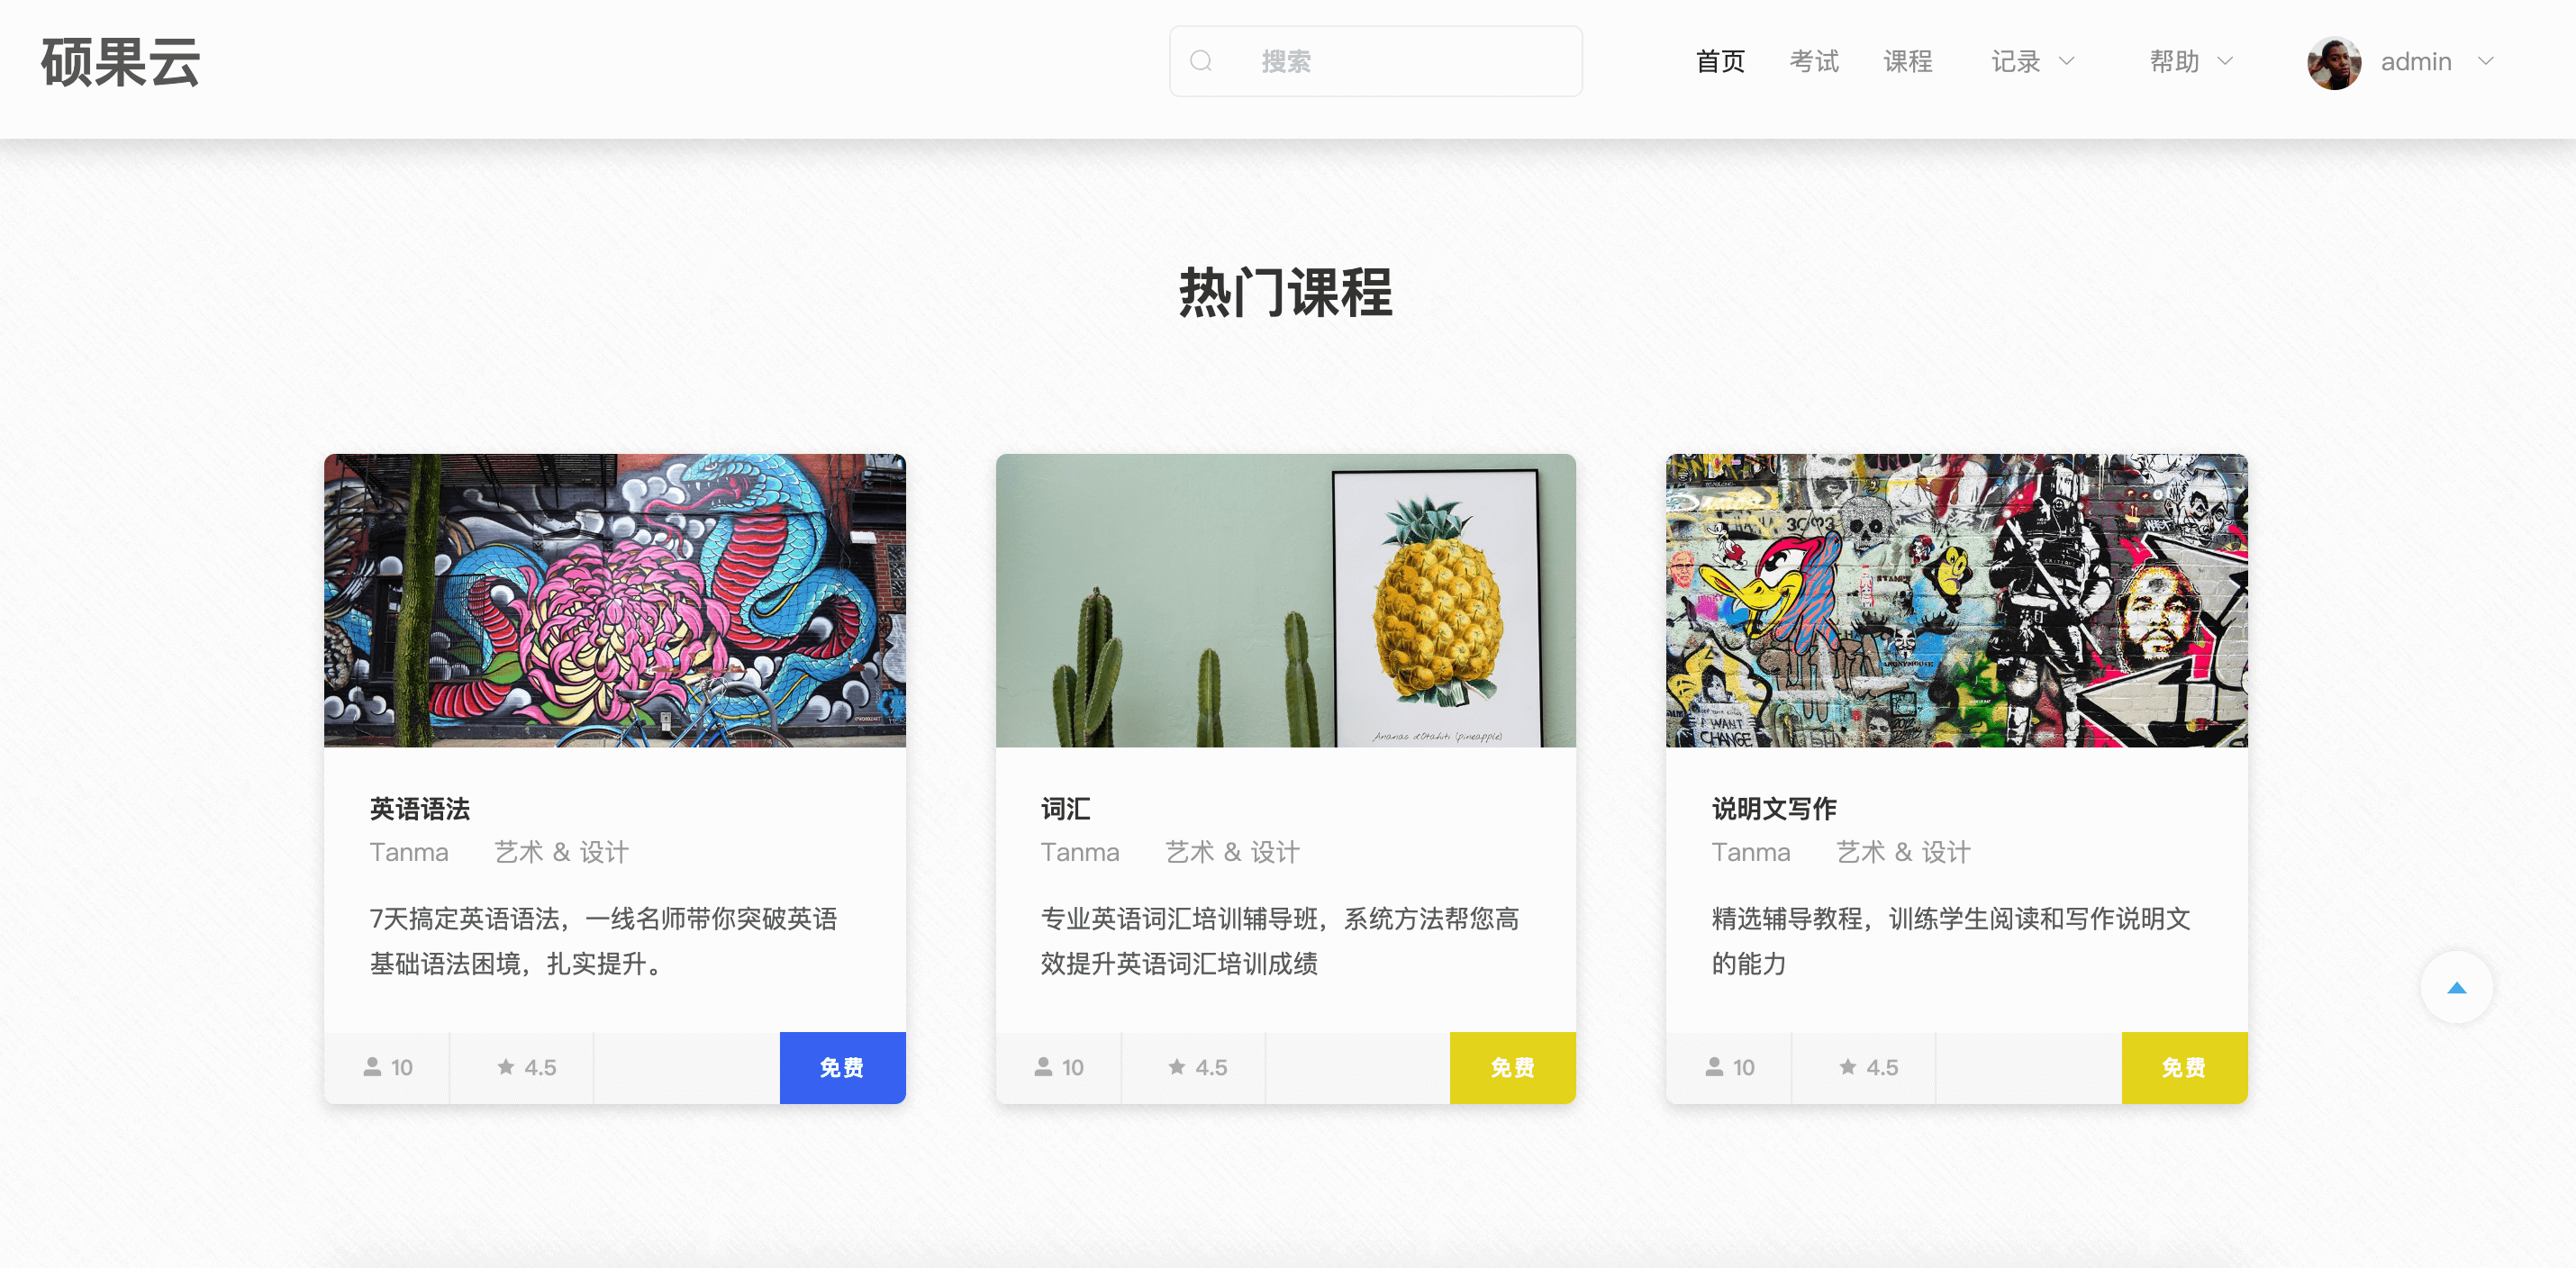 硕果云
搜索
首页 考试 课程 记录 帮助 admin
热门课程
Ananas d'Otahiti (pineapple)
I WANT
CHANGE
英语语法
Tanma 艺术 & 设计
7天搞定英语语法，一线名师带你突破英语
基础语法困境，扎实提升。
10 4.5 免费
词汇
Tanma 艺术 & 设计
专业英语词汇培训辅导班，系统方法帮您高
效提升英语词汇培训成绩
10 4.5 免费
说明文写作
Tanma 艺术 & 设计
精选辅导教程，训练学生阅读和写作说明文
的能力
10 4.5 免费